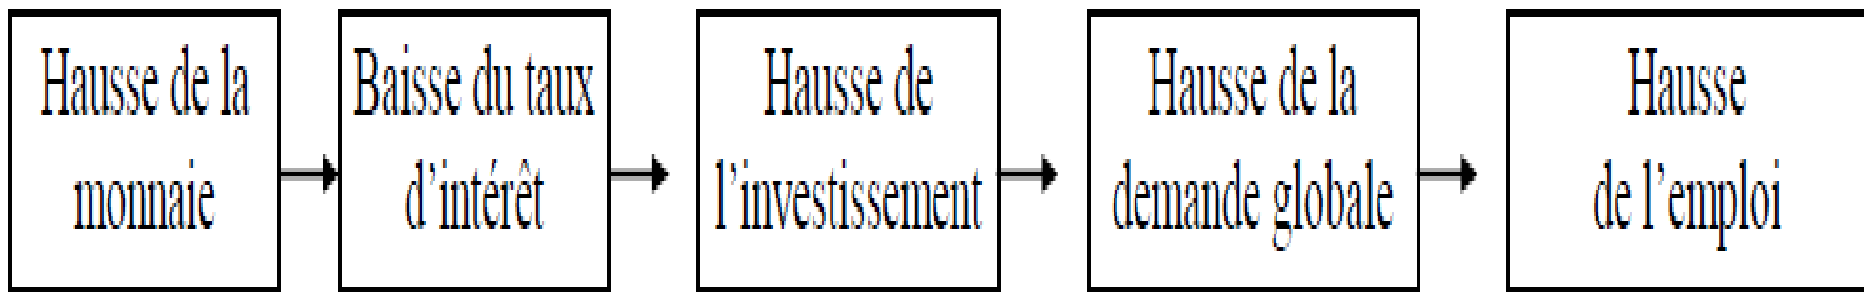 Hausse de la
monnaie
Baisse du taux
d’intérêt
Hausse de
l’investissement
Hausse de la
demande globale
Hausse
de l’emploi